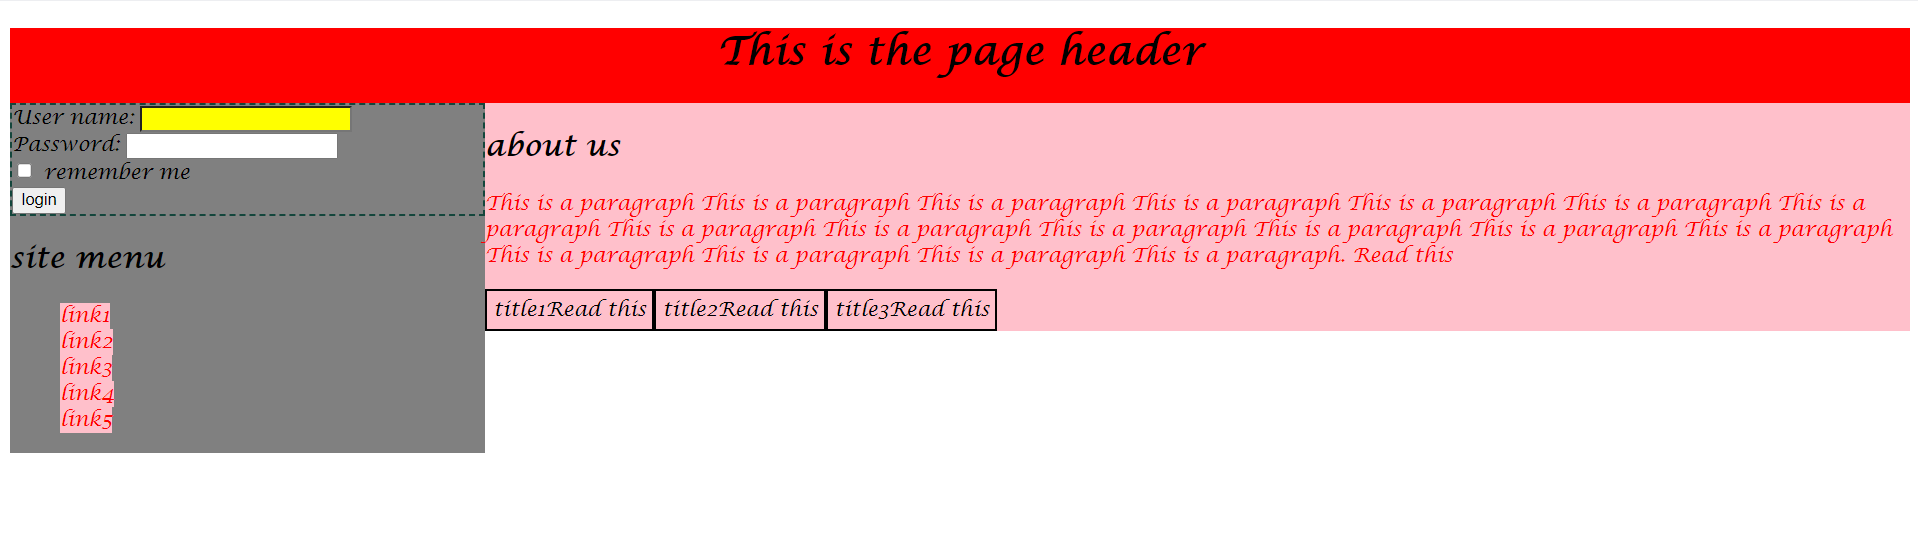 This is the page header
User name:
Password:
remember me
login
site menu
link1
link2
link3
link4
link5
about us
This is a paragraph This is a paragraph This is a paragraph This is a paragraph This is a paragraph This is a paragraph This is a
paragraph This is a paragraph This is a paragraph This is a paragraph This is a paragraph This is a paragraph This is a paragraph
This is a paragraph This is a paragraph This is a paragraph This is a paragraph. Read this
title1Read this title2Read this title3Read this